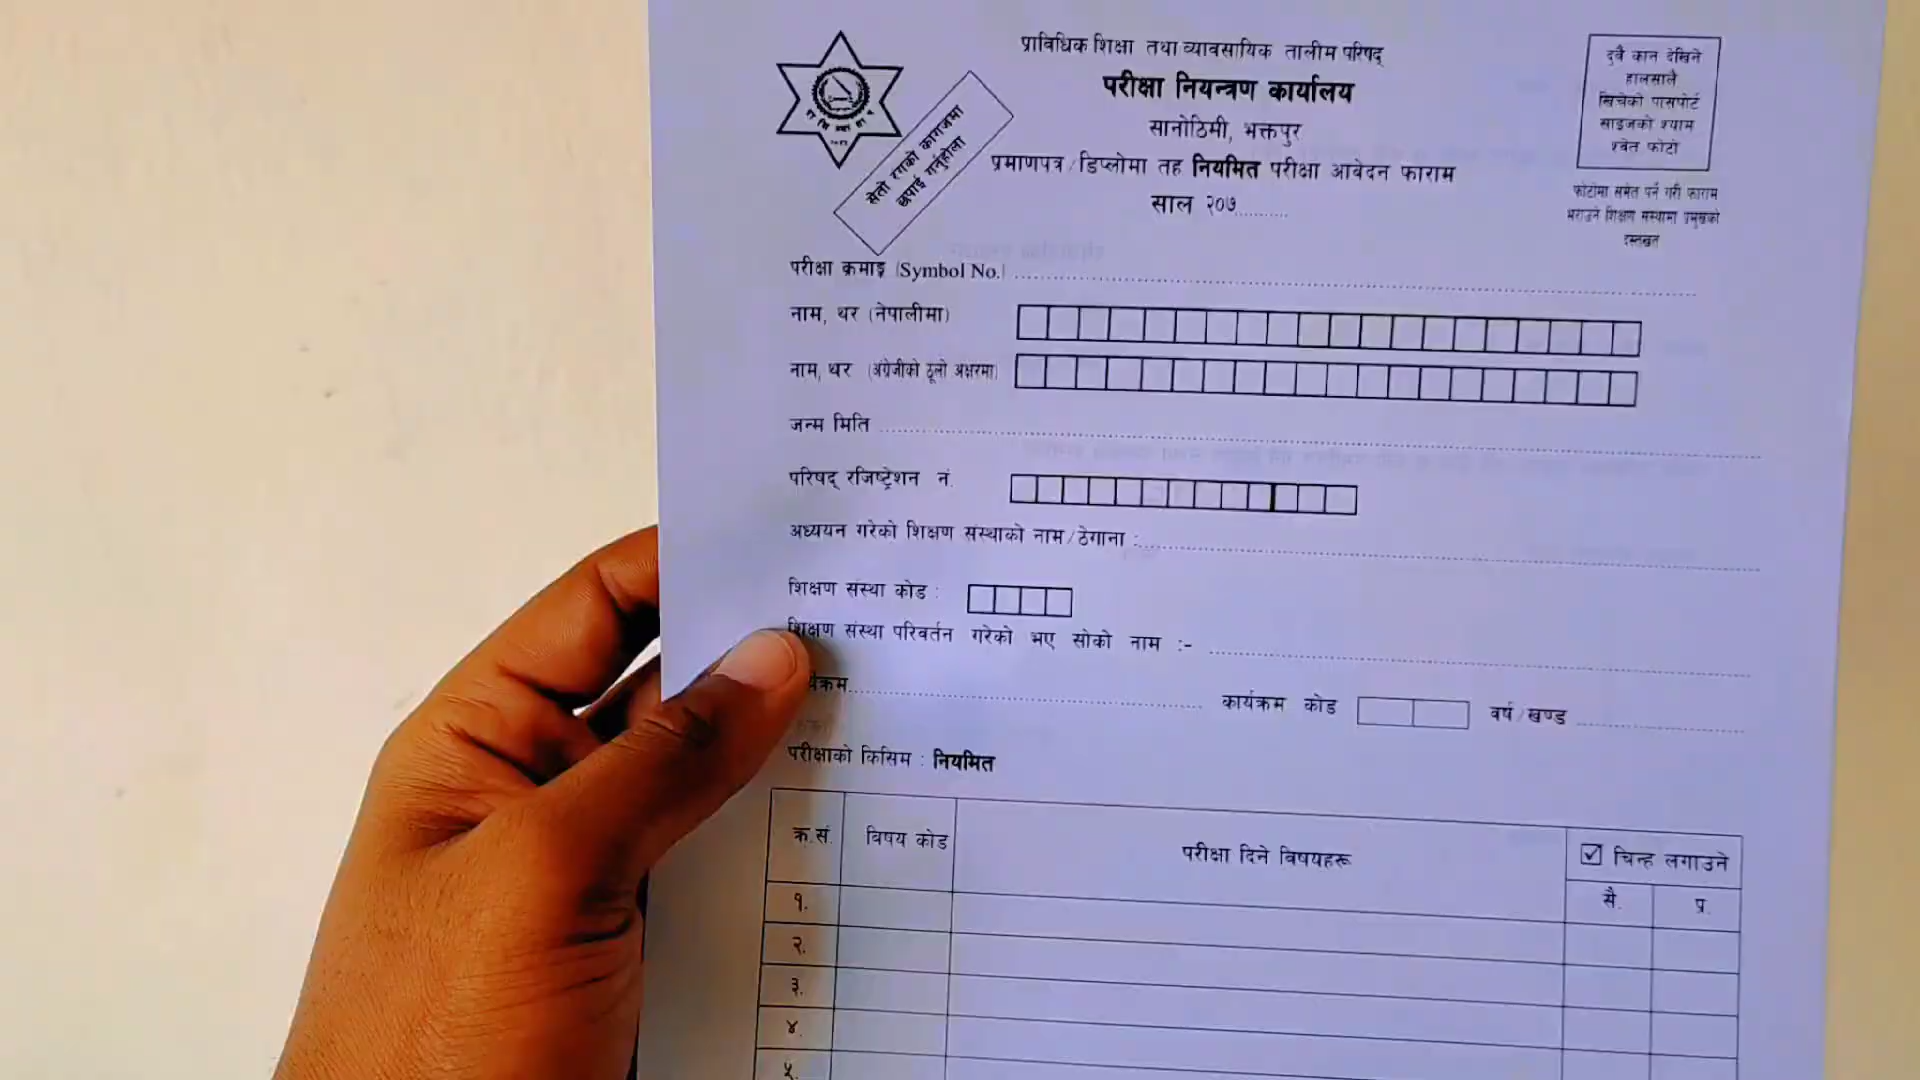 प्राविधिक शिक्षा तथा व्यावसायिक तालीम परिषद्
परीक्षा नियन्त्रण कार्यालय
सानोठिमी, भक्तपुर
प्रमाणपत्र/डिप्लोमा तह नियमित परीक्षा आवेदन फाराम
साल २०७............
सेतो रगको कागजमा
छपाई गर्नुहोला
दुवै कान देखिने
हालसालै
खिचेको पासपोर्ट
साइजको श्याम
श्वेत फोटो
फोटोमा समेत पर्ने गरी फाराम
भराउने शिक्षण संस्थामा प्रमुखको
दस्तखत
परीक्षा क्रमाङ्क (Symbol No.)
नाम, थर (नेपालीमा)
नाम, थर (अंग्रेजीको ठूलो अक्षरमा)
जन्म मिति
परिषद् रजिष्ट्रेशन नं.
अध्ययन गरेको शिक्षण संस्थाको नाम/ठेगाना :
शिक्षण संस्था कोड :
शिक्षण संस्था परिवर्तन गरेको भए सोको नाम :-
र्यक्रम कार्यक्रम कोड वर्ष/खण्ड
परीक्षाको किसिम : नियमित
क्र.सं. विषय कोड परीक्षा दिने विषयहरू ☑ चिन्ह लगाउने
सै. प्र.
१.
२.
३.
४.
५.